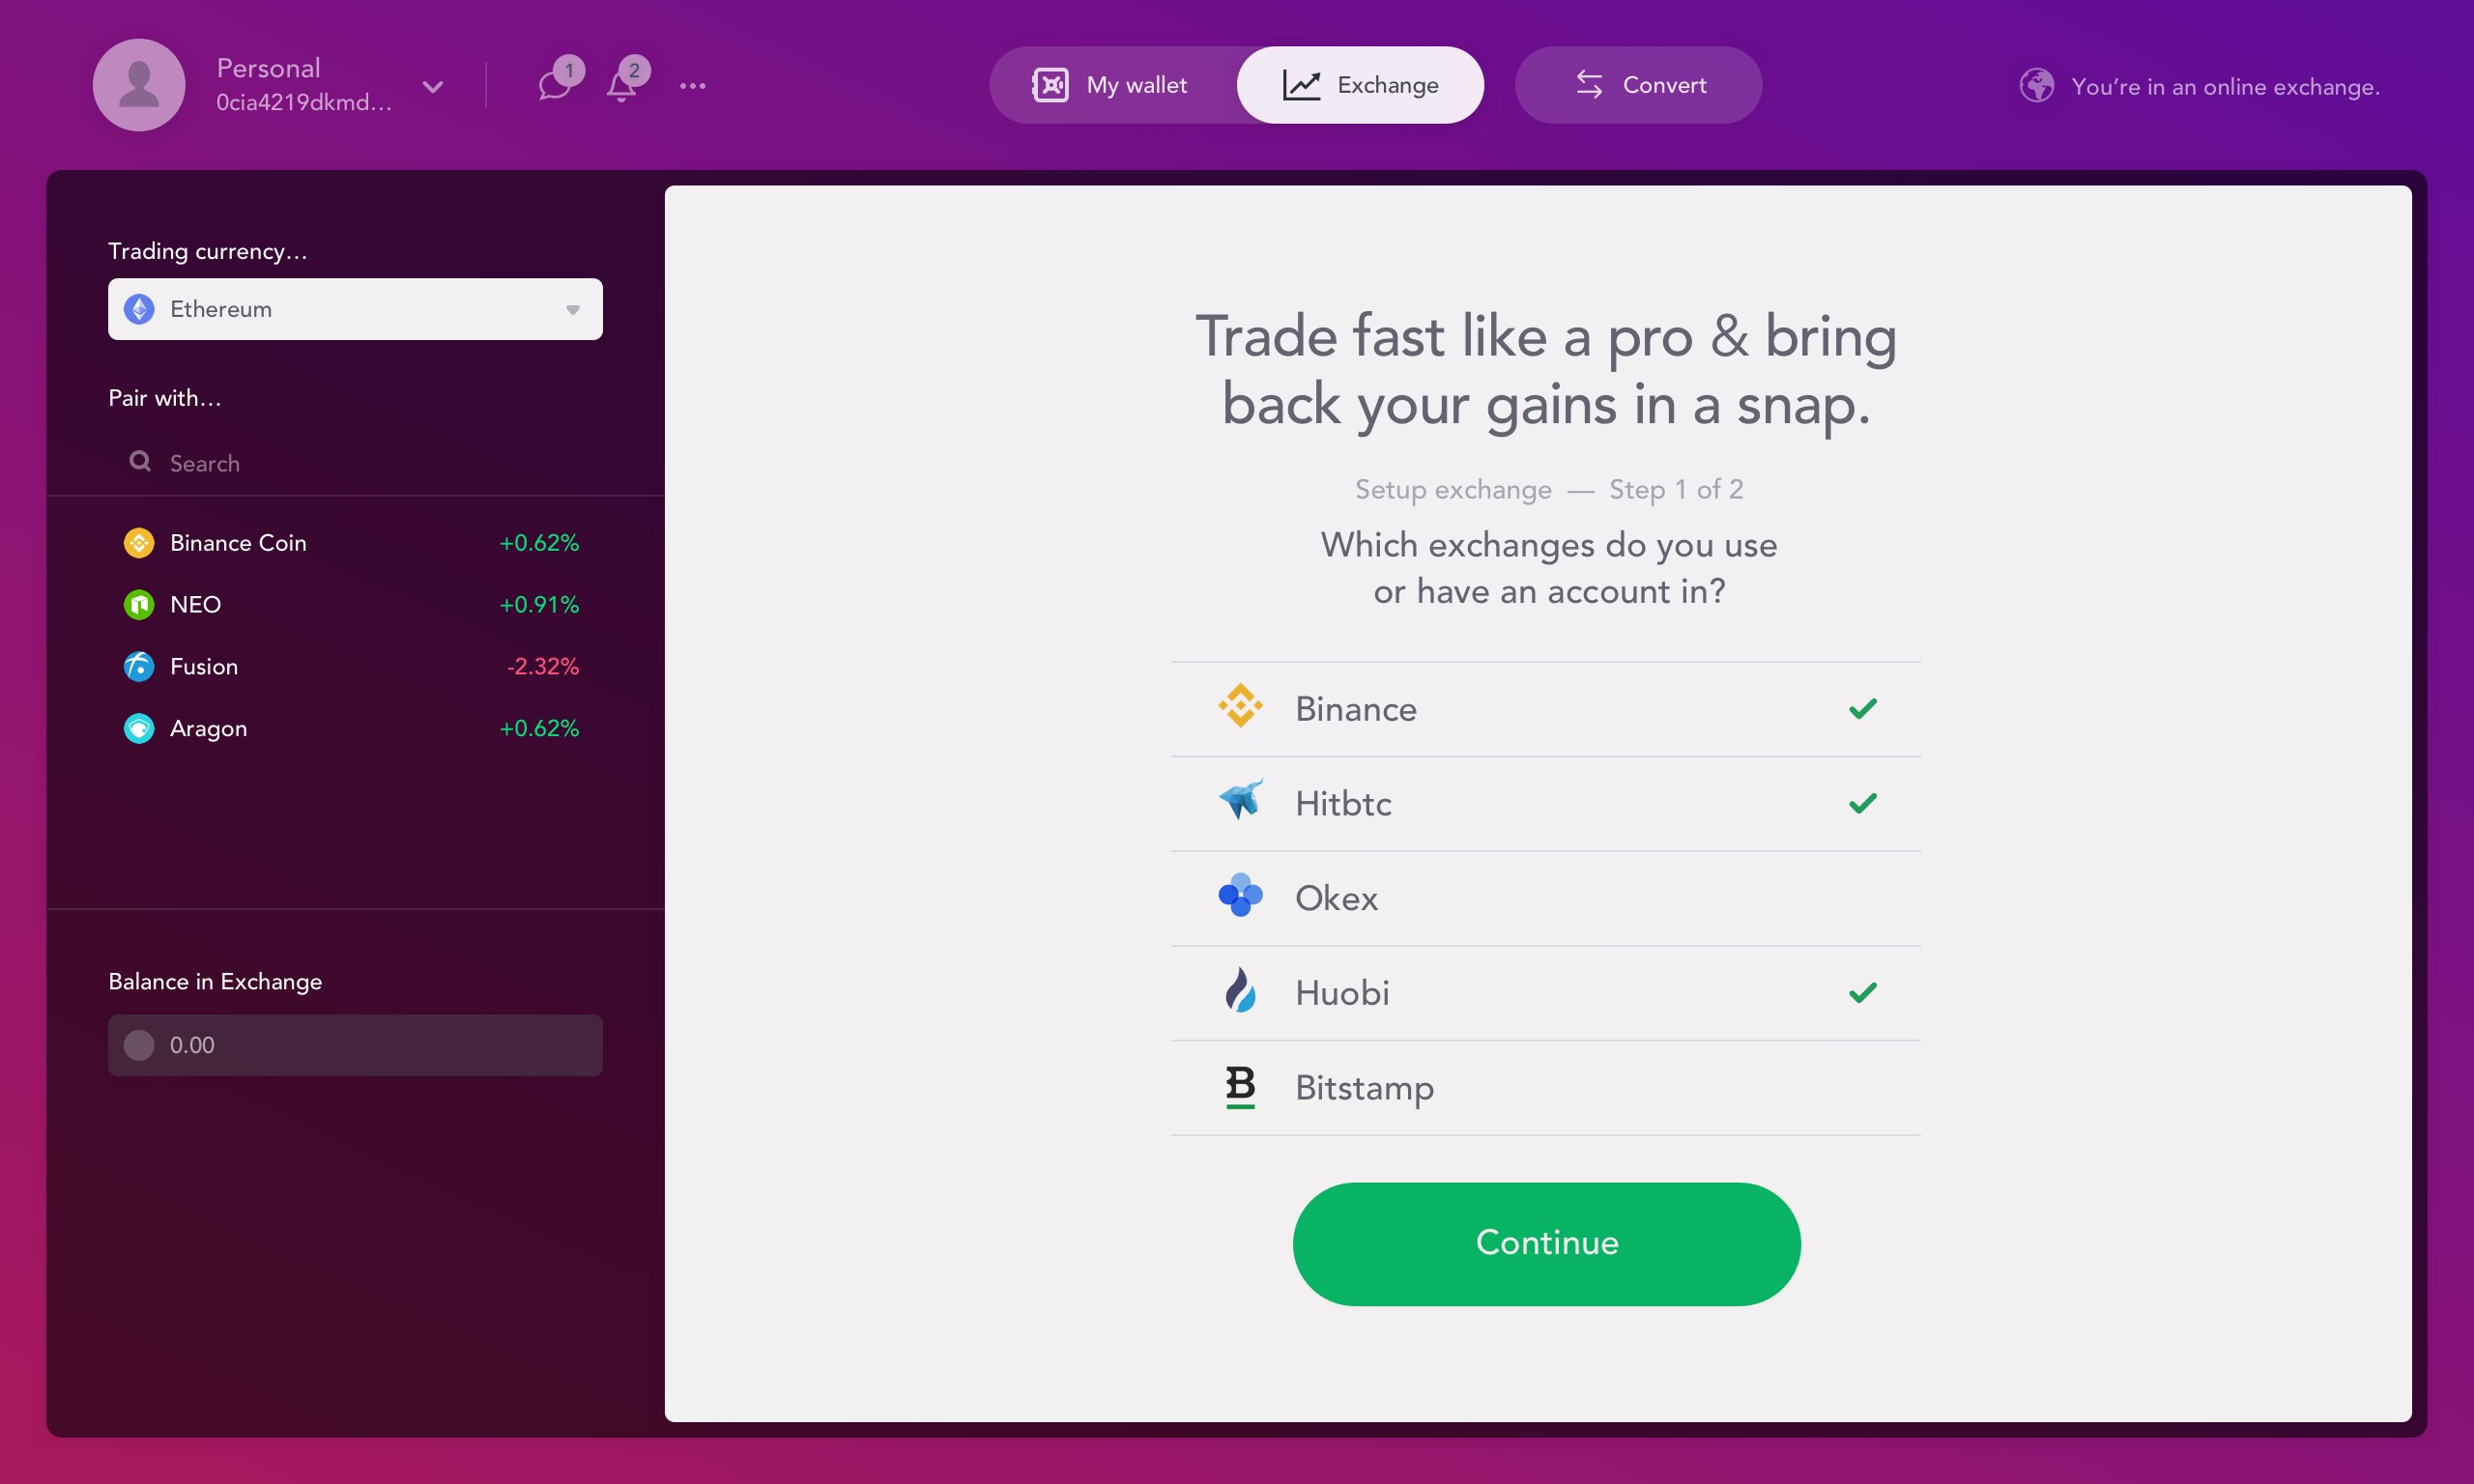 Personal
0cia4219dkmd...
1
2
My wallet
Exchange
Convert
You're in an online exchange.
Trading currency...
Ethereum
Pair with...
Search
Binance Coin +0.62%
NEO +0.91%
Fusion -2.32%
Aragon +0.62%
Balance in Exchange
0.00
Trade fast like a pro & bring
back your gains in a snap.
Setup exchange — Step 1 of 2
Which exchanges do you use
or have an account in?
Binance
Hitbtc
Okex
Huobi
Bitstamp
Continue